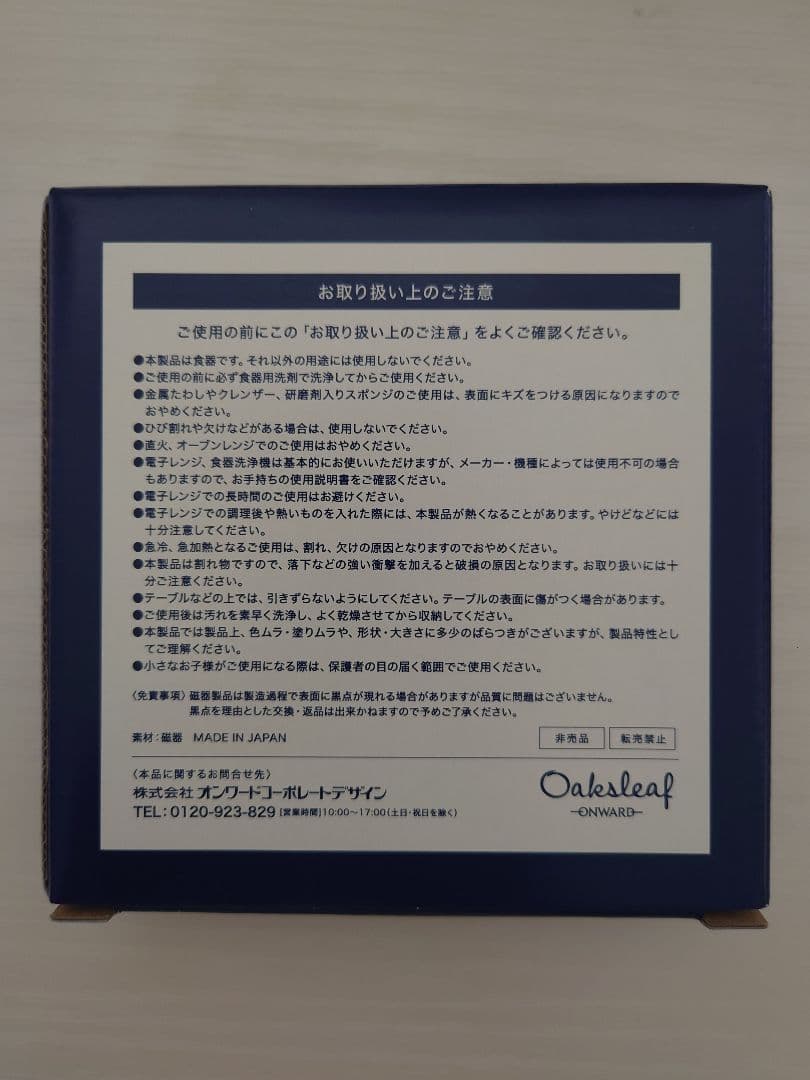 お取り扱い上のご注意
ご使用の前にこの「お取り扱い上のご注意」をよくご確認ください。
●本製品は食器です。それ以外の用途には使用しないでください。
●ご使用の前に必ず食器用洗剤で洗浄してからご使用ください。
●金属たわしやクレンザー、研磨剤入りスポンジのご使用は、表面にキズをつける原因になりますので
おやめください。
●ひび割れや欠けなどがある場合は、使用しないでください。
●直火、オーブンレンジでのご使用はおやめください。
●電子レンジ、食器洗浄機は基本的にお使いいただけますが、メーカー・機種によっては使用不可の場合
もありますので、お手持ちの使用説明書をご確認ください。
●電子レンジでの長時間のご使用はお避けください。
●電子レンジでの調理後や熱いものを入れた際には、本製品が熱くなることがあります。やけどなどには
十分注意してください。
●急冷、急加熱となるご使用は、割れ、欠けの原因となりますのでおやめください。
●本製品は割れ物ですので、落下などの強い衝撃を加えると破損の原因となります。お取り扱いには十
分ご注意ください。
●テーブルなどの上では、引きずらないようにしてください。テーブルの表面に傷がつく場合があります。
●ご使用後は汚れを素早く洗浄し、よく乾燥させてから収納してください。
●本製品では製品上、色ムラ・塗りムラや、形状・大きさに多少のばらつきがございますが、製品特性とし
てご理解ください。
●小さなお子様がご使用になる際は、保護者の目の届く範囲でご使用ください。
〈免責事項〉磁器製品は製造過程で表面に黒点が現れる場合がありますが品質に問題はございません。
黒点を理由とした交換・返品は出来かねますので予めご了承ください。
素材：磁器 MADE IN JAPAN
非売品 転売禁止
〈本品に関するお問合せ先〉
株式会社 オンワードコーポレートデザイン
TEL：0120-923-829 [営業時間]10:00〜17:00(土日・祝日を除く)
Oaksleaf
ONWARD